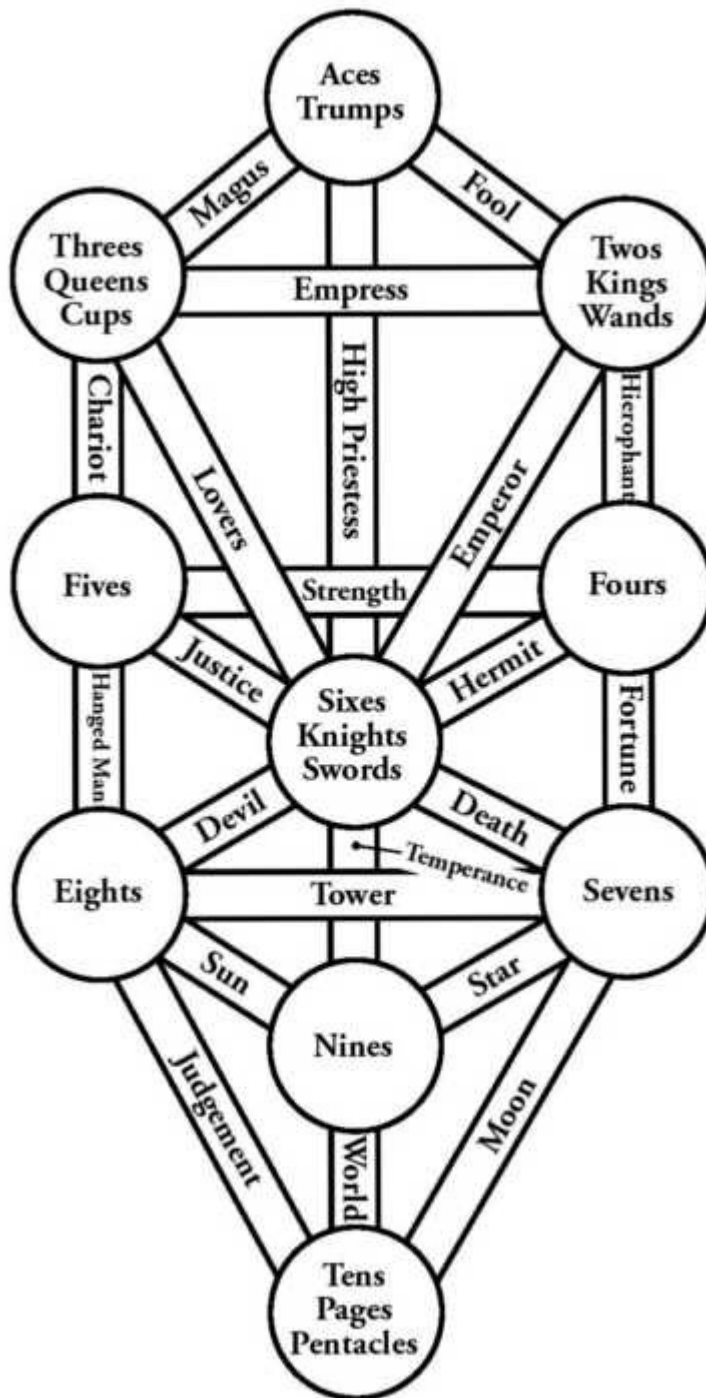 Aces
Trumps
Magus
Fool
Threes
Queens
Cups
Twos
Kings
Wands
Empress
High Priestess
Chariot
Hierophant
Lovers
Emperor
Fives
Strength
Fours
Justice
Hermit
Hanged Man
Sixes
Knights
Swords
Fortune
Devil
Death
Temperance
Eights
Tower
Sevens
Sun
Star
Nines
Judgement
Moon
World
Tens
Pages
Pentacles